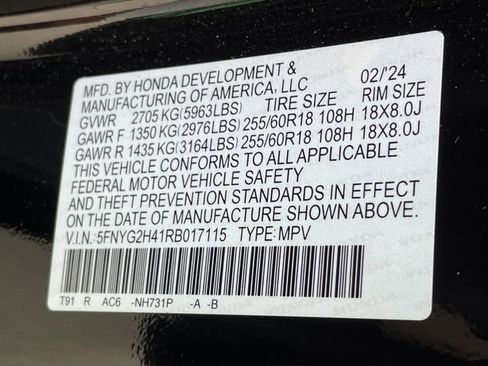 MFD. BY HONDA DEVELOPMENT & 02/'24
MANUFACTURING OF AMERICA, LLC
GVWR 2705 KG(5963LBS) TIRE SIZE RIM SIZE
GAWR F 1350 KG(2976LBS) 255/60R18 108H 18X8.0J
GAWR R 1435 KG(3164LBS) 255/60R18 108H 18X8.0J
THIS VEHICLE CONFORMS TO ALL APPLICABLE
FEDERAL MOTOR VEHICLE SAFETY
AND THEFT PREVENTION STANDARDS IN EFFECT
ON THE DATE OF MANUFACTURE SHOWN ABOVE.
V.I.N.: 5FNYG2H41RB017115 TYPE: MPV
T91 R AC6 -NH731P -A -B